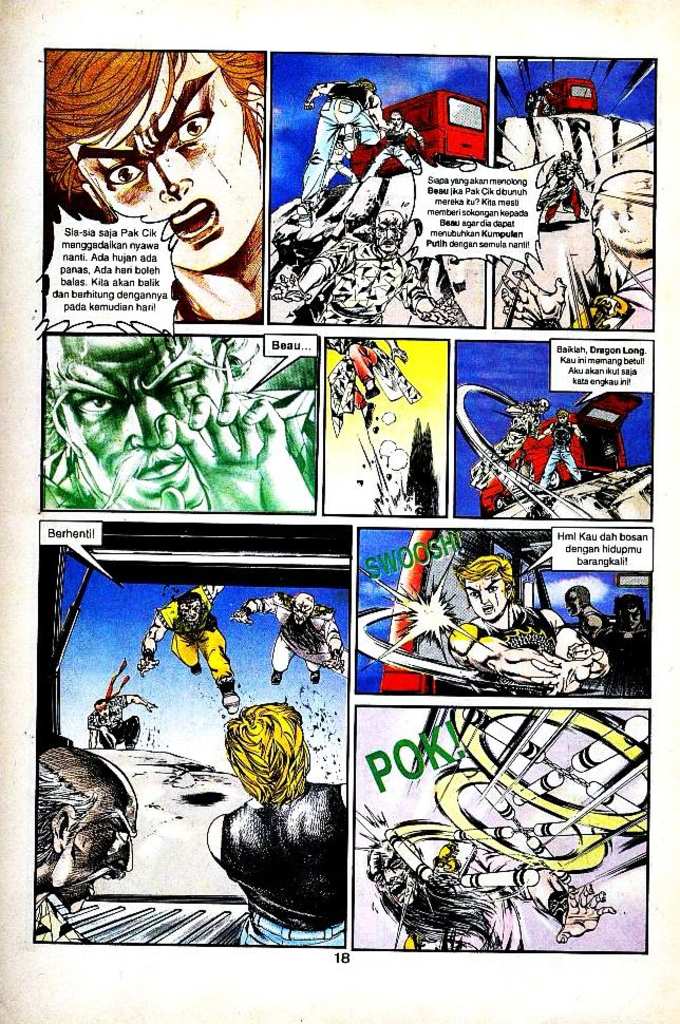 Sia-sia Pak Cik
menggadaikan nyawa
nanti. Ada hujan ada
panas, Ada hari boleh
balas. Kita akan balik
dan berhitung dengannya
pada kemudian hari!
Siapa yang akan menolong
Beau jika Pak Cik dibunuh
mereka itu? Kita mesti
memberi sokongan kepada
Beau agar dia dapat
menubuhkan Kumpulan
Putih dengan semula nanti!
Beau...
Baiklah, Dragon Long.
Kau ini memang betul!
Aku akan ikut saja
kata engkau ini!
Berhenti!
SWOOSH!
Hm! Kau dah bosan
dengan hidupmu
barangkali!
POK!
18